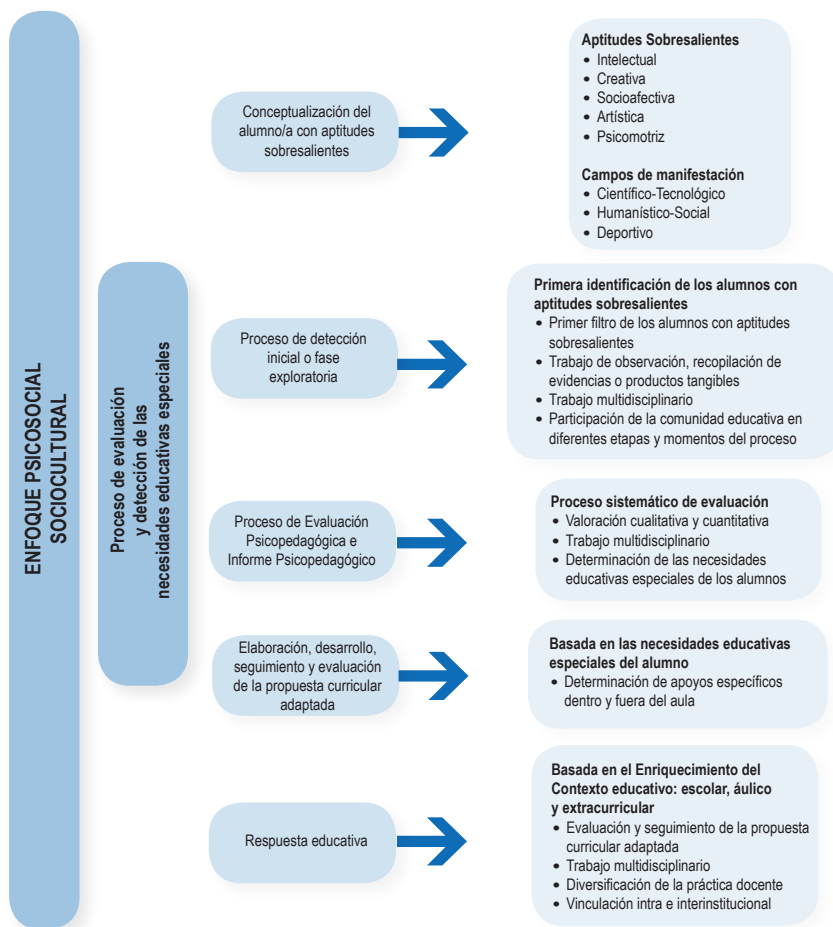 ENFOQUE PSICOSOCIAL
SOCIOCULTURAL
Proceso de evaluación
y detección de las
necesidades educativas especiales
Conceptualización del
alumno/a con aptitudes
sobresalientes
Aptitudes Sobresalientes
• Intelectual
• Creativa
• Socioafectiva
• Artística
• Psicomotriz
Campos de manifestación
• Científico-Tecnológico
• Humanístico-Social
• Deportivo
Proceso de detección
inicial o fase
exploratoria
Primera identificación de los alumnos con
aptitudes sobresalientes
• Primer filtro de los alumnos con aptitudes
sobresalientes
• Trabajo de observación, recopilación de
evidencias o productos tangibles
• Trabajo multidisciplinario
• Participación de la comunidad educativa en
diferentes etapas y momentos del proceso
Proceso de Evaluación
Psicopedagógica e
Informe Psicopedagógico
Proceso sistemático de evaluación
• Valoración cualitativa y cuantitativa
• Trabajo multidisciplinario
• Determinación de las necesidades
educativas especiales de los alumnos
Elaboración, desarrollo,
seguimiento y evaluación
de la propuesta curricular
adaptada
Basada en las necesidades educativas
especiales del alumno
• Determinación de apoyos específicos
dentro y fuera del aula
Respuesta educativa
Basada en el Enriquecimiento del
Contexto educativo: escolar, áulico
y extracurricular
• Evaluación y seguimiento de la propuesta
curricular adaptada
• Trabajo multidisciplinario
• Diversificación de la práctica docente
• Vinculación intra e interinstitucional